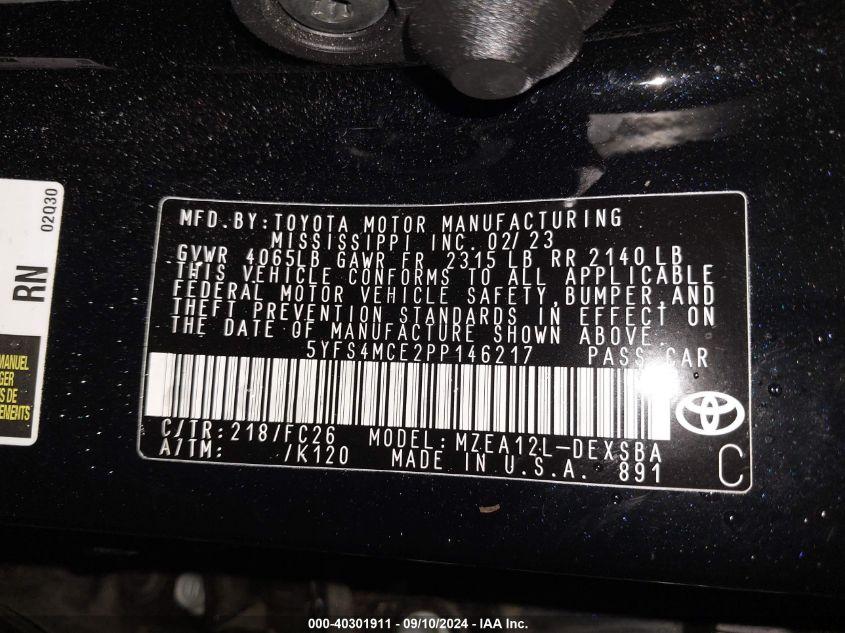 MFD. BY: TOYOTA MOTOR MANUFACTURING
MISSISSIPPI INC. 02/23
GVWR 4065LB GAWR FR 2315 LB RR 2140 LB
THIS VEHICLE CONFORMS TO ALL APPLICABLE
FEDERAL MOTOR VEHICLE SAFETY, BUMPER, AND
THEFT PREVENTION STANDARDS IN EFFECT ON
THE DATE OF MANUFACTURE SHOWN ABOVE.
5YFS4MCE2PP146217 PASS CAR
C/TR: 218/FC26 MODEL: MZEA12L-DEXSBA
A/TM: /K120 MADE IN U.S.A. 891
C
02Q30
RN
MANUEL
GER
S DE
PEMENTS
000-40301911 - 09/10/2024 - IAA Inc.